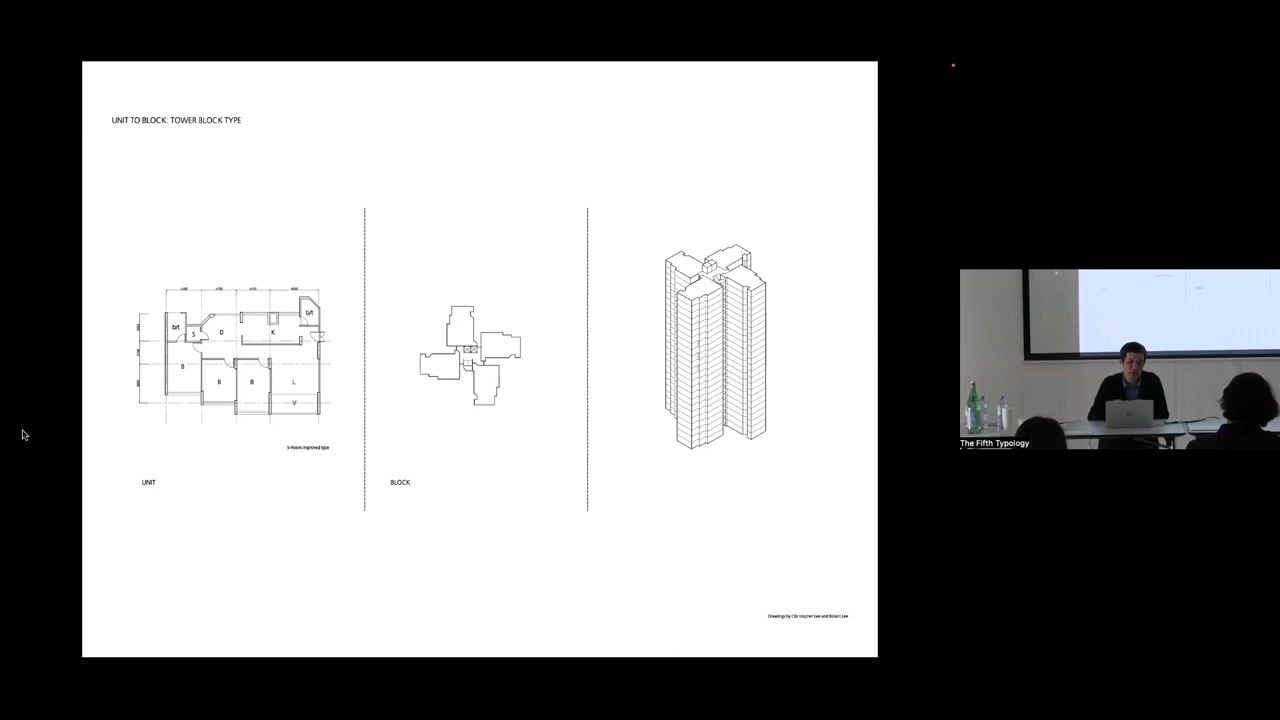 UNIT TO BLOCK: TOWER BLOCK TYPE
b/t
b/t
S
D
K
B
B
B
L
V
5-Room Improved type
UNIT
BLOCK
Drawings by Christopher Lee and Bolam Lee
The Fifth Typology